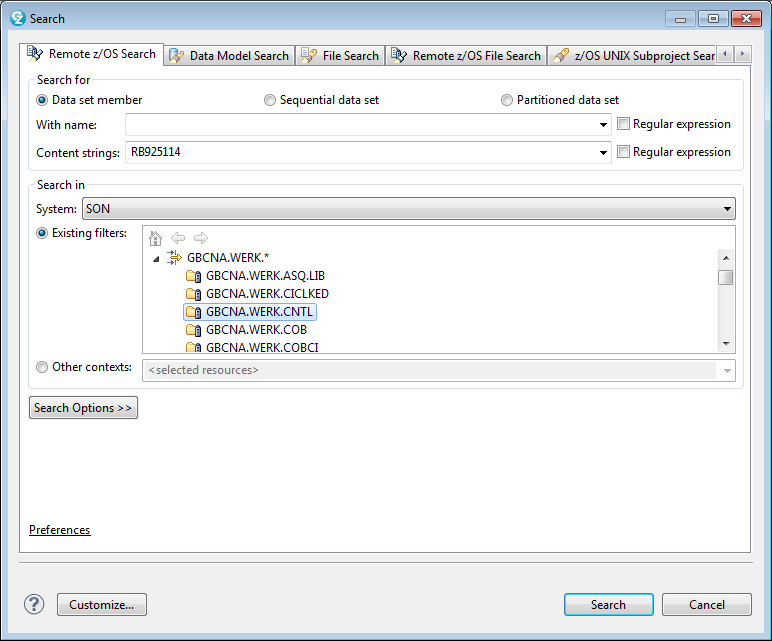 Search
Remote z/OS Search Data Model Search File Search Remote z/OS File Search z/OS UNIX Subproject Sear
Search for
Data set member Sequential data set Partitioned data set
With name: Regular expression
Content strings: RB925114 Regular expression
Search in
System: SON
Existing filters:
GBCNA.WERK.*
GBCNA.WERK.ASQ.LIB
GBCNA.WERK.CICLKED
GBCNA.WERK.CNTL
GBCNA.WERK.COB
GBCNA.WERK.COBCI
Other contexts: <selected resources>
Search Options >>
Preferences
? Customize... Search Cancel